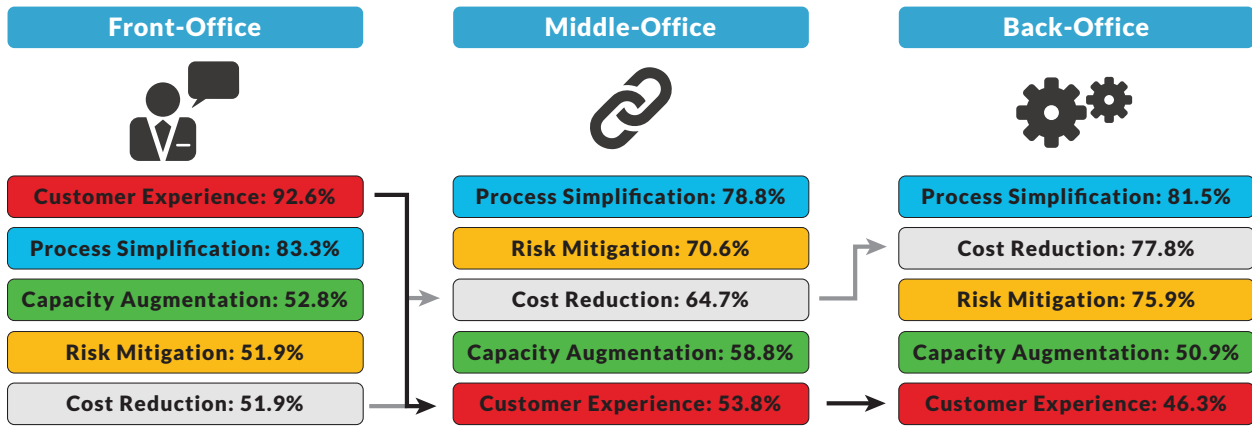 Front-Office
Middle-Office
Back-Office
Customer Experience: 92.6%
Process Simplification: 83.3%
Capacity Augmentation: 52.8%
Risk Mitigation: 51.9%
Cost Reduction: 51.9%
Process Simplification: 78.8%
Risk Mitigation: 70.6%
Cost Reduction: 64.7%
Capacity Augmentation: 58.8%
Customer Experience: 53.8%
Process Simplification: 81.5%
Cost Reduction: 77.8%
Risk Mitigation: 75.9%
Capacity Augmentation: 50.9%
Customer Experience: 46.3%